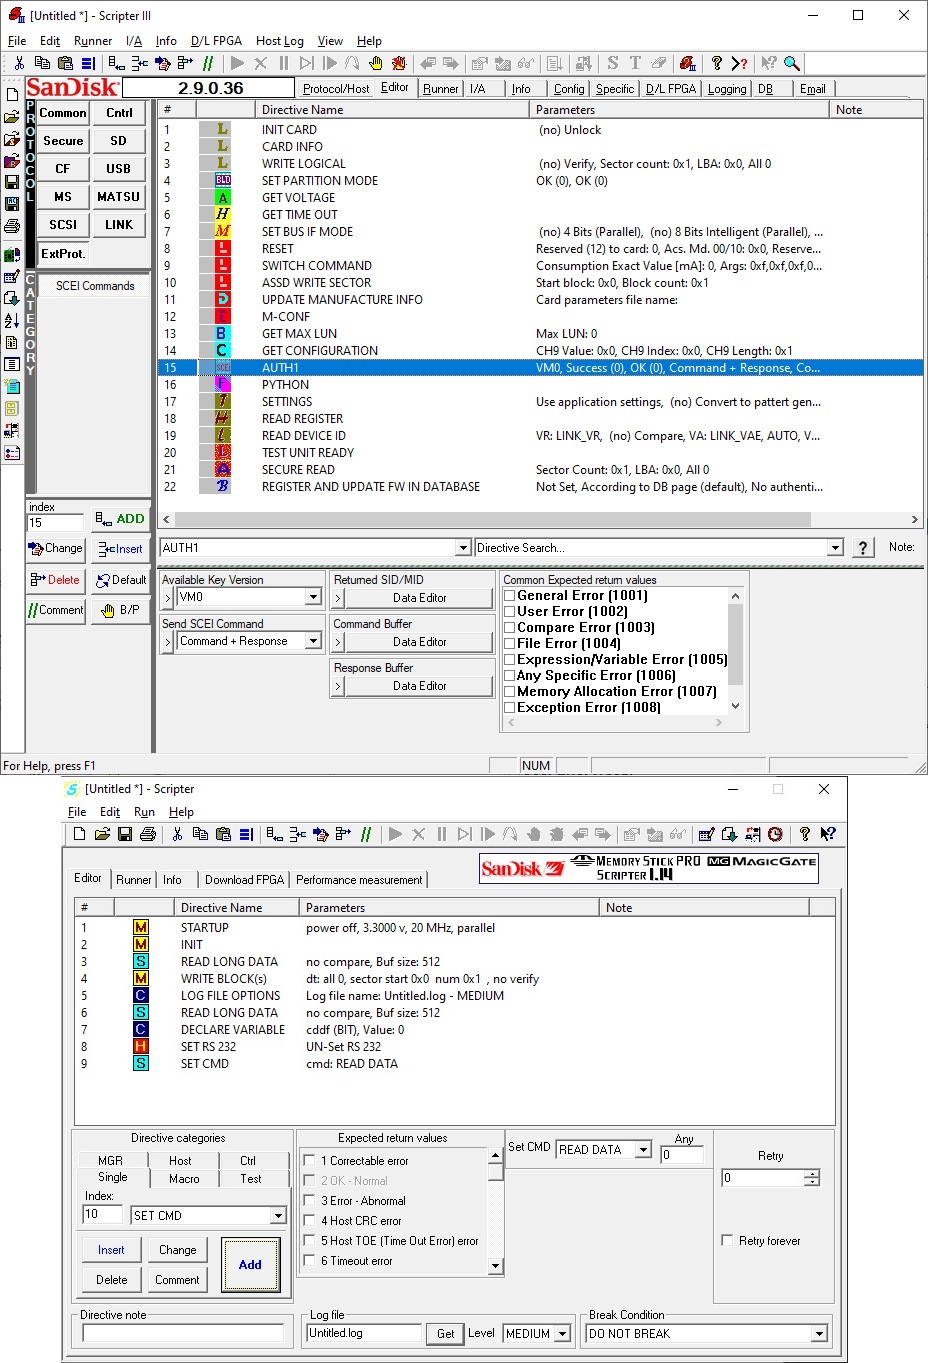 [Untitled *] - Scripter III
File Edit Runner I/A Info D/L FPGA Host Log View Help
SanDisk 2.9.0.36 Protocol/Host Editor Runner I/A Info Config Specific D/L FPGA Logging DB Email
PROTOCOL
Common Cntrl
Secure SD
CF USB
MS MATSU
SCSI LINK
ExtProt.
CATEGORY
SCEI Commands
# Directive Name Parameters Note
1 L INIT CARD (no) Unlock
2 L CARD INFO
3 L WRITE LOGICAL (no) Verify, Sector count: 0x1, LBA: 0x0, All 0
4 BLD SET PARTITION MODE OK (0), OK (0)
5 A GET VOLTAGE
6 H GET TIME OUT
7 M SET BUS IF MODE (no) 4 Bits (Parallel), (no) 8 Bits Intelligent (Parallel), ...
8 L RESET Reserved (12) to card: 0, Acs. Md. 00/10: 0x0, Reserve...
9 L SWITCH COMMAND Consumption Exact Value [mA]: 0, Args: 0xf,0xf,0xf,0...
10 L ASSD WRITE SECTOR Start block: 0x0, Block count: 0x1
11 D UPDATE MANUFACTURE INFO Card parameters file name:
12 M-CONF
13 B GET MAX LUN Max LUN: 0
14 C GET CONFIGURATION CH9 Value: 0x0, CH9 Index: 0x0, CH9 Length: 0x1
15 SCEI AUTH1 VM0, Success (0), OK (0), Command + Response, Co...
16 F PYTHON
17 T SETTINGS Use application settings, (no) Convert to pattert gen...
18 H READ REGISTER
19 L READ DEVICE ID VR: LINK_VR, (no) Compare, VA: LINK_VAE, AUTO, V...
20 TEST UNIT READY
21 A SECURE READ Sector Count: 0x1, LBA: 0x0, All 0
22 B REGISTER AND UPDATE FW IN DATABASE Not Set, According to DB page (default), No authenti...
index
15 ADD
Change Insert
Delete Default
Comment B/P
AUTH1 Directive Search... ? Note:
Available Key Version
VM0
Send SCEI Command
Command + Response
Returned SID/MID
Data Editor
Command Buffer
Data Editor
Response Buffer
Data Editor
Common Expected return values
General Error (1001)
User Error (1002)
Compare Error (1003)
File Error (1004)
Expression/Variable Error (1005)
Any Specific Error (1006)
Memory Allocation Error (1007)
Exception Error (1008)
For Help, press F1 NUM
[Untitled *] - Scripter
File Edit Run Help
SanDisk MEMORY STICK PRO MG MAGICGATE
SCRIPTER 1.14
Editor Runner Info Download FPGA Performance measurement
# Directive Name Parameters Note
1 M STARTUP power off, 3.3000 v, 20 MHz, parallel
2 M INIT
3 S READ LONG DATA no compare, Buf size: 512
4 M WRITE BLOCK(s) dt: all 0, sector start 0x0 num 0x1 , no verify
5 C LOG FILE OPTIONS Log file name: Untitled.log - MEDIUM
6 S READ LONG DATA no compare, Buf size: 512
7 C DECLARE VARIABLE cddf (BIT), Value: 0
8 H SET RS 232 UN-Set RS 232
9 S SET CMD cmd: READ DATA
Directive categories
MGR Host Ctrl
Single Macro Test
Index:
10 SET CMD
Insert Change Add
Delete Comment
Expected return values
1 Correctable error
2 OK - Normal
3 Error - Abnormal
4 Host CRC error
5 Host TOE (Time Out Error) error
6 Timeout error
Set CMD READ DATA
Any
0
Retry
0
Retry forever
Directive note
Log file
Untitled.log Get Level MEDIUM
Break Condition
DO NOT BREAK